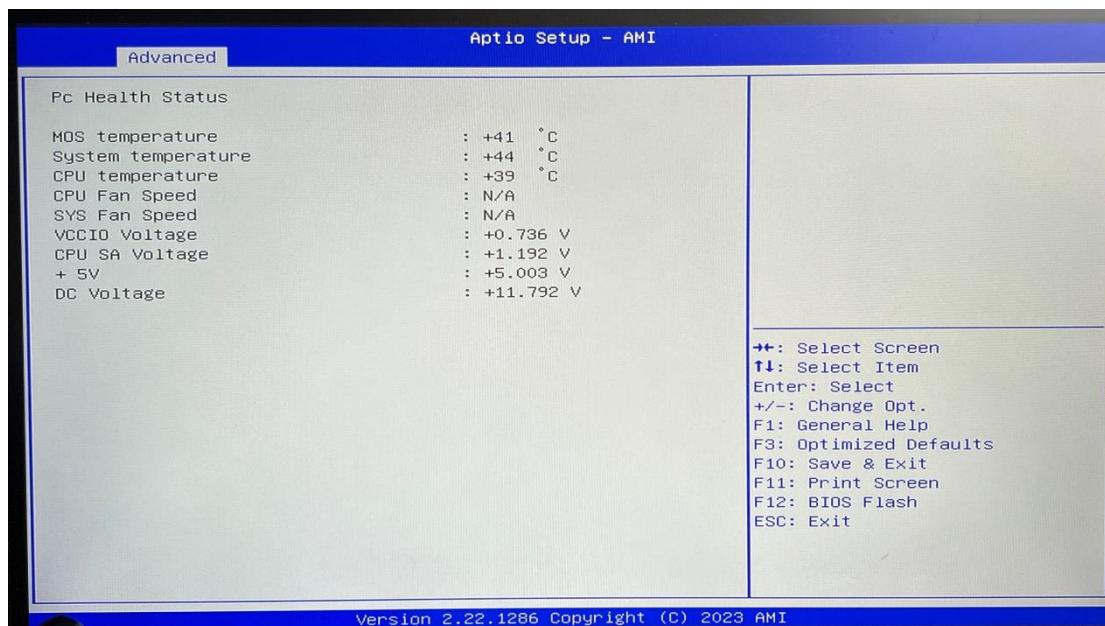 Aptio Setup – AMI
Advanced
Pc Health Status
MOS temperature : +41 °C
System temperature : +44 °C
CPU temperature : +39 °C
CPU Fan Speed : N/A
SYS Fan Speed : N/A
VCCIO Voltage : +0.736 V
CPU SA Voltage : +1.192 V
+ 5V : +5.003 V
DC Voltage : +11.792 V
→←: Select Screen
↑↓: Select Item
Enter: Select
+/-: Change Opt.
F1: General Help
F3: Optimized Defaults
F10: Save & Exit
F11: Print Screen
F12: BIOS Flash
ESC: Exit
Version 2.22.1286 Copyright (C) 2023 AMI